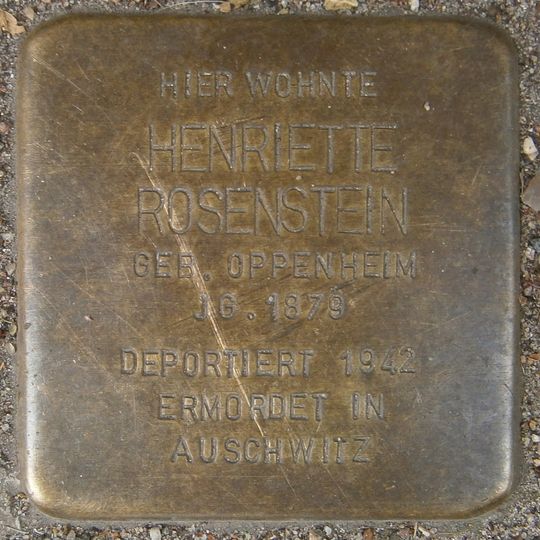 HIER WOHNTE
HENRIETTE
ROSENSTEIN
GEB. OPPENHEIM
JG. 1879
DEPORTIERT 1942
ERMORDET IN
AUSCHWITZ